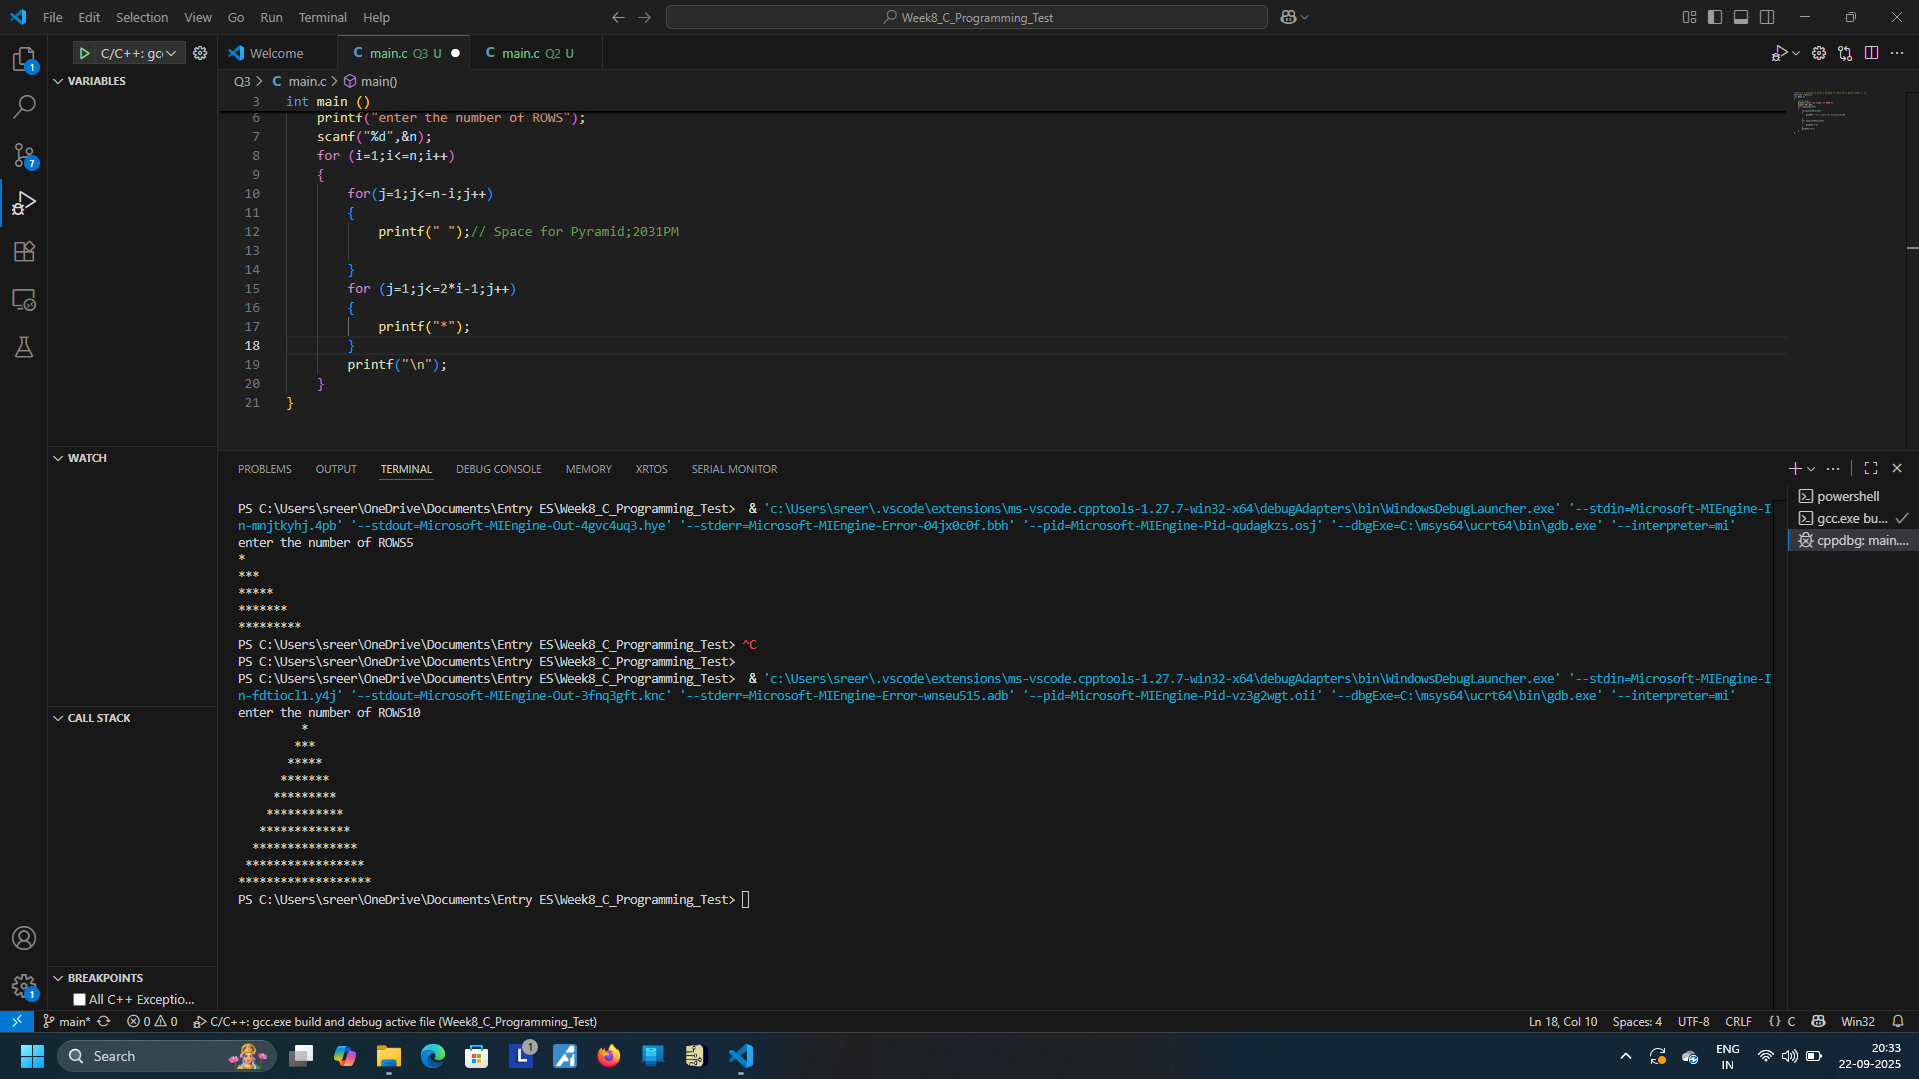 File Edit Selection View Go Run Terminal Help
Week8_C_Programming_Test
C/C++: gcc
Welcome
C main.c Q3 U
C main.c Q2 U
VARIABLES
Q3 > C main.c > main()
3 int main ()
6 printf("enter the number of ROWS");
7 scanf("%d",&n);
8 for (i=1;i<=n;i++)
9 {
10 for(j=1;j<=n-i;j++)
11 {
12 printf(" ");// Space for Pyramid;2031PM
13
14 }
15 for (j=1;j<=2*i-1;j++)
16 {
17 printf("*");
18 }
19 printf("\n");
20 }
21 }
WATCH
CALL STACK
BREAKPOINTS
All C++ Exceptio...
PROBLEMS OUTPUT TERMINAL DEBUG CONSOLE MEMORY XRTOS SERIAL MONITOR
powershell
gcc.exe bu...
cppdbg: main....
PS C:\Users\sreer\OneDrive\Documents\Entry ES\Week8_C_Programming_Test> & 'c:\Users\sreer\.vscode\extensions\ms-vscode.cpptools-1.27.7-win32-x64\debugAdapters\bin\WindowsDebugLauncher.exe' '--stdin=Microsoft-MIEngine-I
n-mnjtkyhj.4pb' '--stdout=Microsoft-MIEngine-Out-4gvc4uq3.hye' '--stderr=Microsoft-MIEngine-Error-04jx0c0f.bbh' '--pid=Microsoft-MIEngine-Pid-qudagkzs.osj' '--dbgExe=C:\msys64\ucrt64\bin\gdb.exe' '--interpreter=mi'
enter the number of ROWS5
*
***
*****
*******
*********
PS C:\Users\sreer\OneDrive\Documents\Entry ES\Week8_C_Programming_Test> ^C
PS C:\Users\sreer\OneDrive\Documents\Entry ES\Week8_C_Programming_Test>
PS C:\Users\sreer\OneDrive\Documents\Entry ES\Week8_C_Programming_Test> & 'c:\Users\sreer\.vscode\extensions\ms-vscode.cpptools-1.27.7-win32-x64\debugAdapters\bin\WindowsDebugLauncher.exe' '--stdin=Microsoft-MIEngine-I
n-fdtiocl1.y4j' '--stdout=Microsoft-MIEngine-Out-3fnq3gft.knc' '--stderr=Microsoft-MIEngine-Error-wnseu515.adb' '--pid=Microsoft-MIEngine-Pid-vz3g2wgt.oii' '--dbgExe=C:\msys64\ucrt64\bin\gdb.exe' '--interpreter=mi'
enter the number of ROWS10
         *
        ***
       *****
      *******
     *********
    ***********
   *************
  ***************
 *****************
*******************
PS C:\Users\sreer\OneDrive\Documents\Entry ES\Week8_C_Programming_Test>
main* 0 0 C/C++: gcc.exe build and debug active file (Week8_C_Programming_Test)
Ln 18, Col 10 Spaces: 4 UTF-8 CRLF {} C Win32
Search
ENG
IN
20:33
22-09-2025